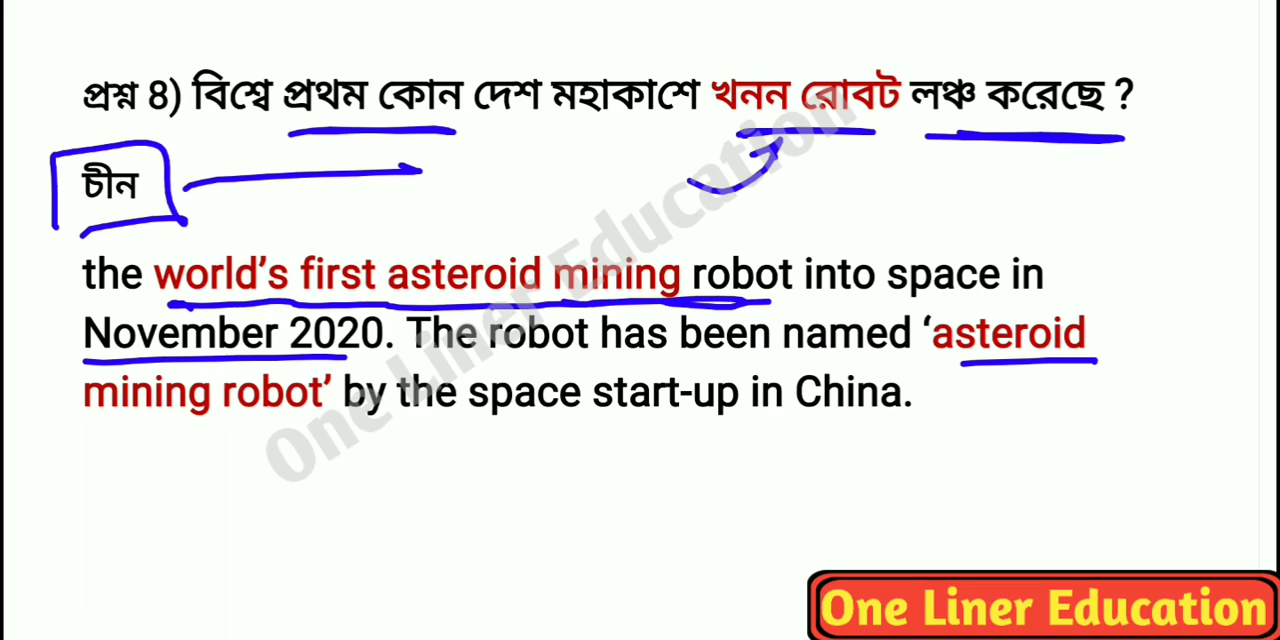 প্রশ্ন 8) বিশ্বে প্রথম কোন দেশ মহাকাশে খনন রোবট লঞ্চ করেছে ?
চীন
the world’s first asteroid mining robot into space in
November 2020. The robot has been named ‘asteroid
mining robot’ by the space start-up in China.
One Liner Education
One Liner Education